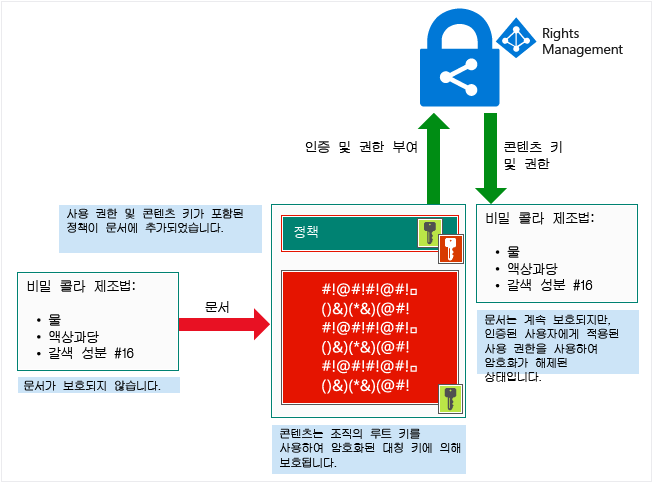 Rights
Management
인증 및 권한 부여
콘텐츠 키
및 권한
사용 권한 및 콘텐츠 키가 포함된
정책이 문서에 추가되었습니다.
정책
비밀 콜라 제조법:
• 물
• 액상과당
• 갈색 성분 #16
비밀 콜라 제조법:
• 물
• 액상과당
• 갈색 성분 #16
문서
#!@#!#!@#!▫
()&)(*&)(@#!
#!@#!#!@#!▫
()&)(*&)(@#!
#!@#!#!@#!▫
()&)(*&)(@#!
문서가 보호되지 않습니다.
문서는 계속 보호되지만,
인증된 사용자에게 적용된
사용 권한을 사용하여
암호화가 해제된
상태입니다.
콘텐츠는 조직의 루트 키를
사용하여 암호화된 대칭 키에 의해
보호됩니다.